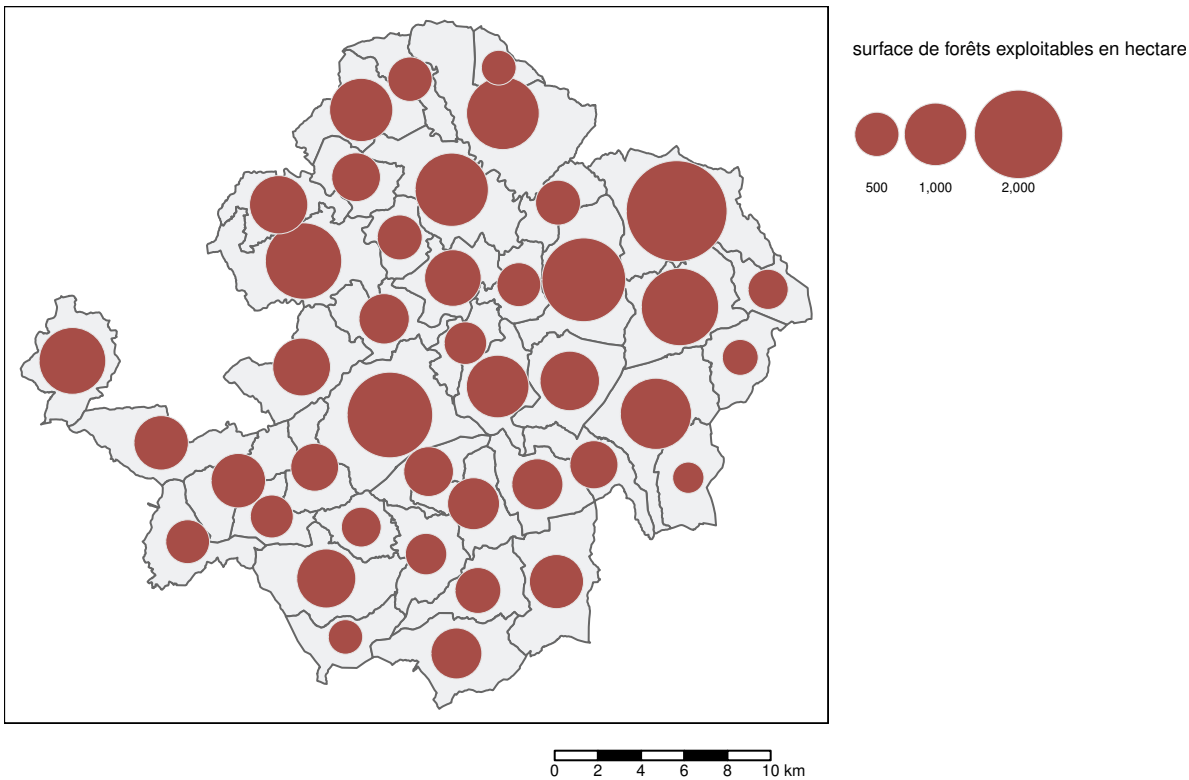 surface de forêts exploitables en hectare
500 1,000 2,000
0 2 4 6 8 10 km